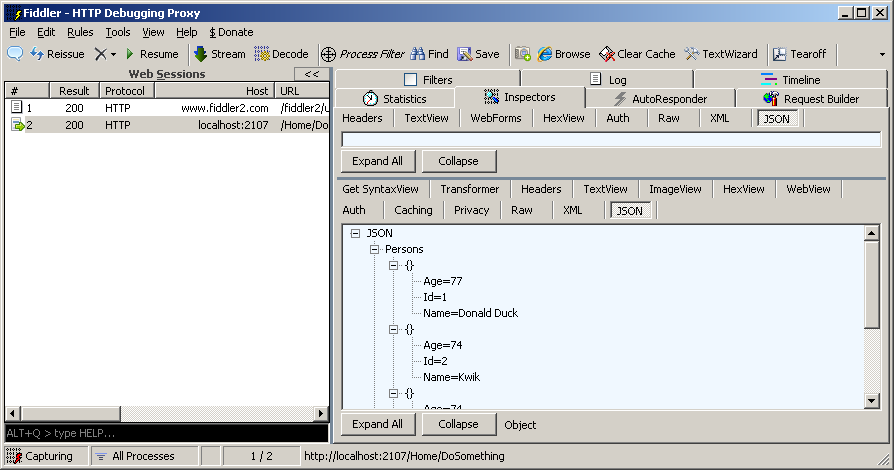 Fiddler - HTTP Debugging Proxy
File Edit Rules Tools View Help $ Donate
Reissue Resume Stream Decode Process Filter Find Save Browse Clear Cache TextWizard Tearoff
Web Sessions <<
# Result Protocol Host URL
1 200 HTTP www.fiddler2.com /fiddler2/u
2 200 HTTP localhost:2107 /Home/Do
ALT+Q > type HELP...
Filters Log Timeline
Statistics Inspectors AutoResponder Request Builder
Headers TextView WebForms HexView Auth Raw XML JSON
Expand All Collapse
Get SyntaxView Transformer Headers TextView ImageView HexView WebView
Auth Caching Privacy Raw XML JSON
JSON
Persons
{}
Age=77
Id=1
Name=Donald Duck
{}
Age=74
Id=2
Name=Kwik
{}
Age=74
Expand All Collapse Object
Capturing All Processes 1 / 2 http://localhost:2107/Home/DoSomething